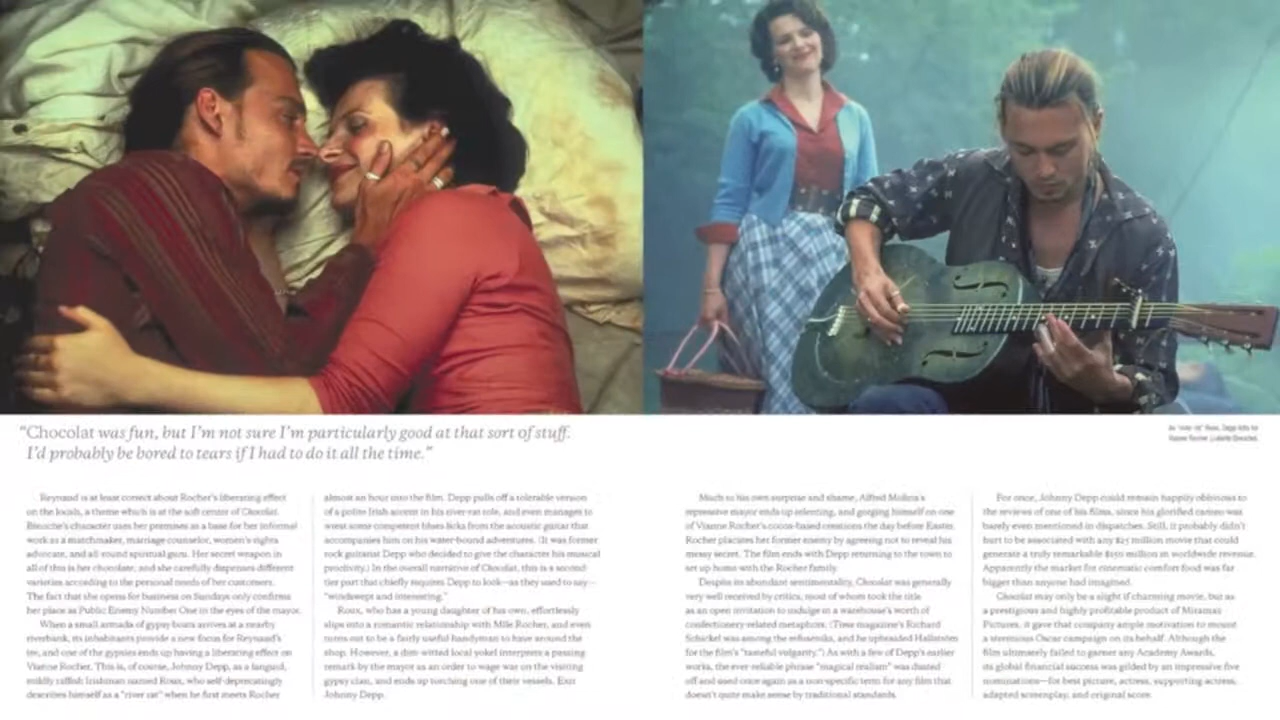 "Chocolat was fun, but I'm not sure I'm particularly good at that sort of stuff.
I'd probably be bored to tears if I had to do it all the time."
Reynaud is at least correct about Rocher's liberating effect
on the locals, a theme which is at the soft center of Chocolat.
Binoche's character uses her premises as a base for her informal
work as a matchmaker, marriage counselor, women's rights
advocate, and all-round spiritual guru. Her secret weapon in
all of this is her chocolate, and she carefully dispenses different
varieties according to the personal needs of her customers.
The fact that she opens for business on Sundays only confirms
her place as Public Enemy Number One in the eyes of the mayor.
When a small armada of gypsy boats arrives at a nearby
riverbank, its inhabitants provide a new focus for Reynaud's
ire, and one of the gypsies ends up having a liberating effect on
Vianne Rocher. This is, of course, Johnny Depp, as a languid,
mildly raffish Irishman named Roux, who self-deprecatingly
describes himself as a "river rat" when he first meets Rocher
almost an hour into the film. Depp pulls off a tolerable version
of a polite Irish accent in his river-rat role, and even manages to
wrest some competent blues licks from the acoustic guitar that
accompanies him on his water-bound adventures. (It was former
rock guitarist Depp who decided to give the character his musical
proclivity.) In the overall narrative of Chocolat, this is a second-
tier part that chiefly requires Depp to look—as they used to say—
"windswept and interesting."
Roux, who has a young daughter of his own, effortlessly
slips into a romantic relationship with Mlle Rocher, and even
turns out to be a fairly useful handyman to have around the
shop. However, a dim-witted local yokel interprets a passing
remark by the mayor as an order to wage war on the visiting
gypsy clan, and ends up torching one of their vessels. Exit
Johnny Depp.
Much to his own surprise and shame, Alfred Molina's
repressive mayor ends up relenting, and gorging himself on one
of Vianne Rocher's cocoa-based creations the day before Easter.
Rocher placates her former enemy by agreeing not to reveal his
messy secret. The film ends with Depp returning to the town to
set up home with the Rocher family.
Despite its abundant sentimentality, Chocolat was generally
very well received by critics, most of whom took the title
as an open invitation to indulge in a warehouse's worth of
confectionery-related metaphors. (Time magazine's Richard
Schickel was among the refuseniks, and he upbraided Hallström
for the film's "tasteful vulgarity.") As with a few of Depp's earlier
works, the ever-reliable phrase "magical realism" was dusted
off and used once again as a non-specific term for any film that
doesn't quite make sense by traditional standards.
For once, Johnny Depp could remain happily oblivious to
the reviews of one of his films, since his glorified cameo was
barely even mentioned in dispatches. Still, it probably didn't
hurt to be associated with any $25 million movie that could
generate a truly remarkable $150 million in worldwide revenue.
Apparently the market for cinematic comfort food was far
bigger than anyone had imagined.
Chocolat may only be a slight if charming movie, but as
a prestigious and highly profitable product of Miramax
Pictures, it gave that company ample motivation to mount
a strenuous Oscar campaign on its behalf. Although the
film ultimately failed to garner any Academy Awards,
its global financial success was gilded by an impressive five
nominations—for best picture, actress, supporting actress,
adapted screenplay, and original score.